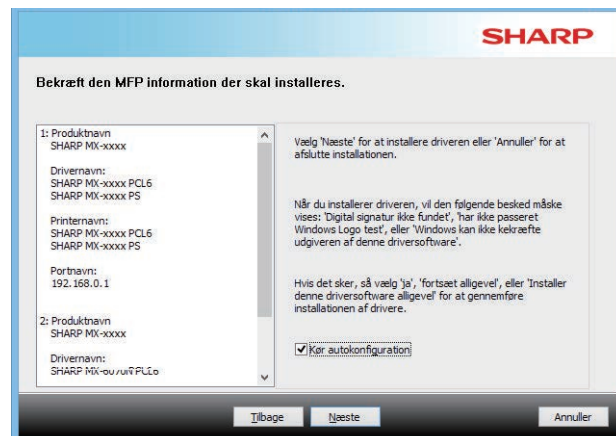 SHARP
Bekræft den MFP information der skal installeres.
1: Produktnavn
SHARP MX-xxxx
Drivernavn:
SHARP MX-xxxx PCL6
SHARP MX-xxxx PS
Printernavn:
SHARP MX-xxxx PCL6
SHARP MX-xxxx PS
Portnavn:
192.168.0.1
2: Produktnavn
SHARP MX-xxxx
Drivernavn:
SHARP
Vælg 'Næste' for at installere driveren eller 'Annuller' for at
afslutte installationen.
Når du installerer driveren, vil den følgende besked måske
vises: 'Digital signatur ikke fundet', 'har ikke passeret
Windows Logo test', eller 'Windows kan ikke kekræfte
udgiveren af denne driversoftware'.
Hvis det sker, så vælg 'ja', 'fortsæt alligevel', eller 'Installer
denne driversoftware alligevel' for at gennemføre
installationen af drivere.
Kør autokonfiguration
Tilbage
Næste
Annuller